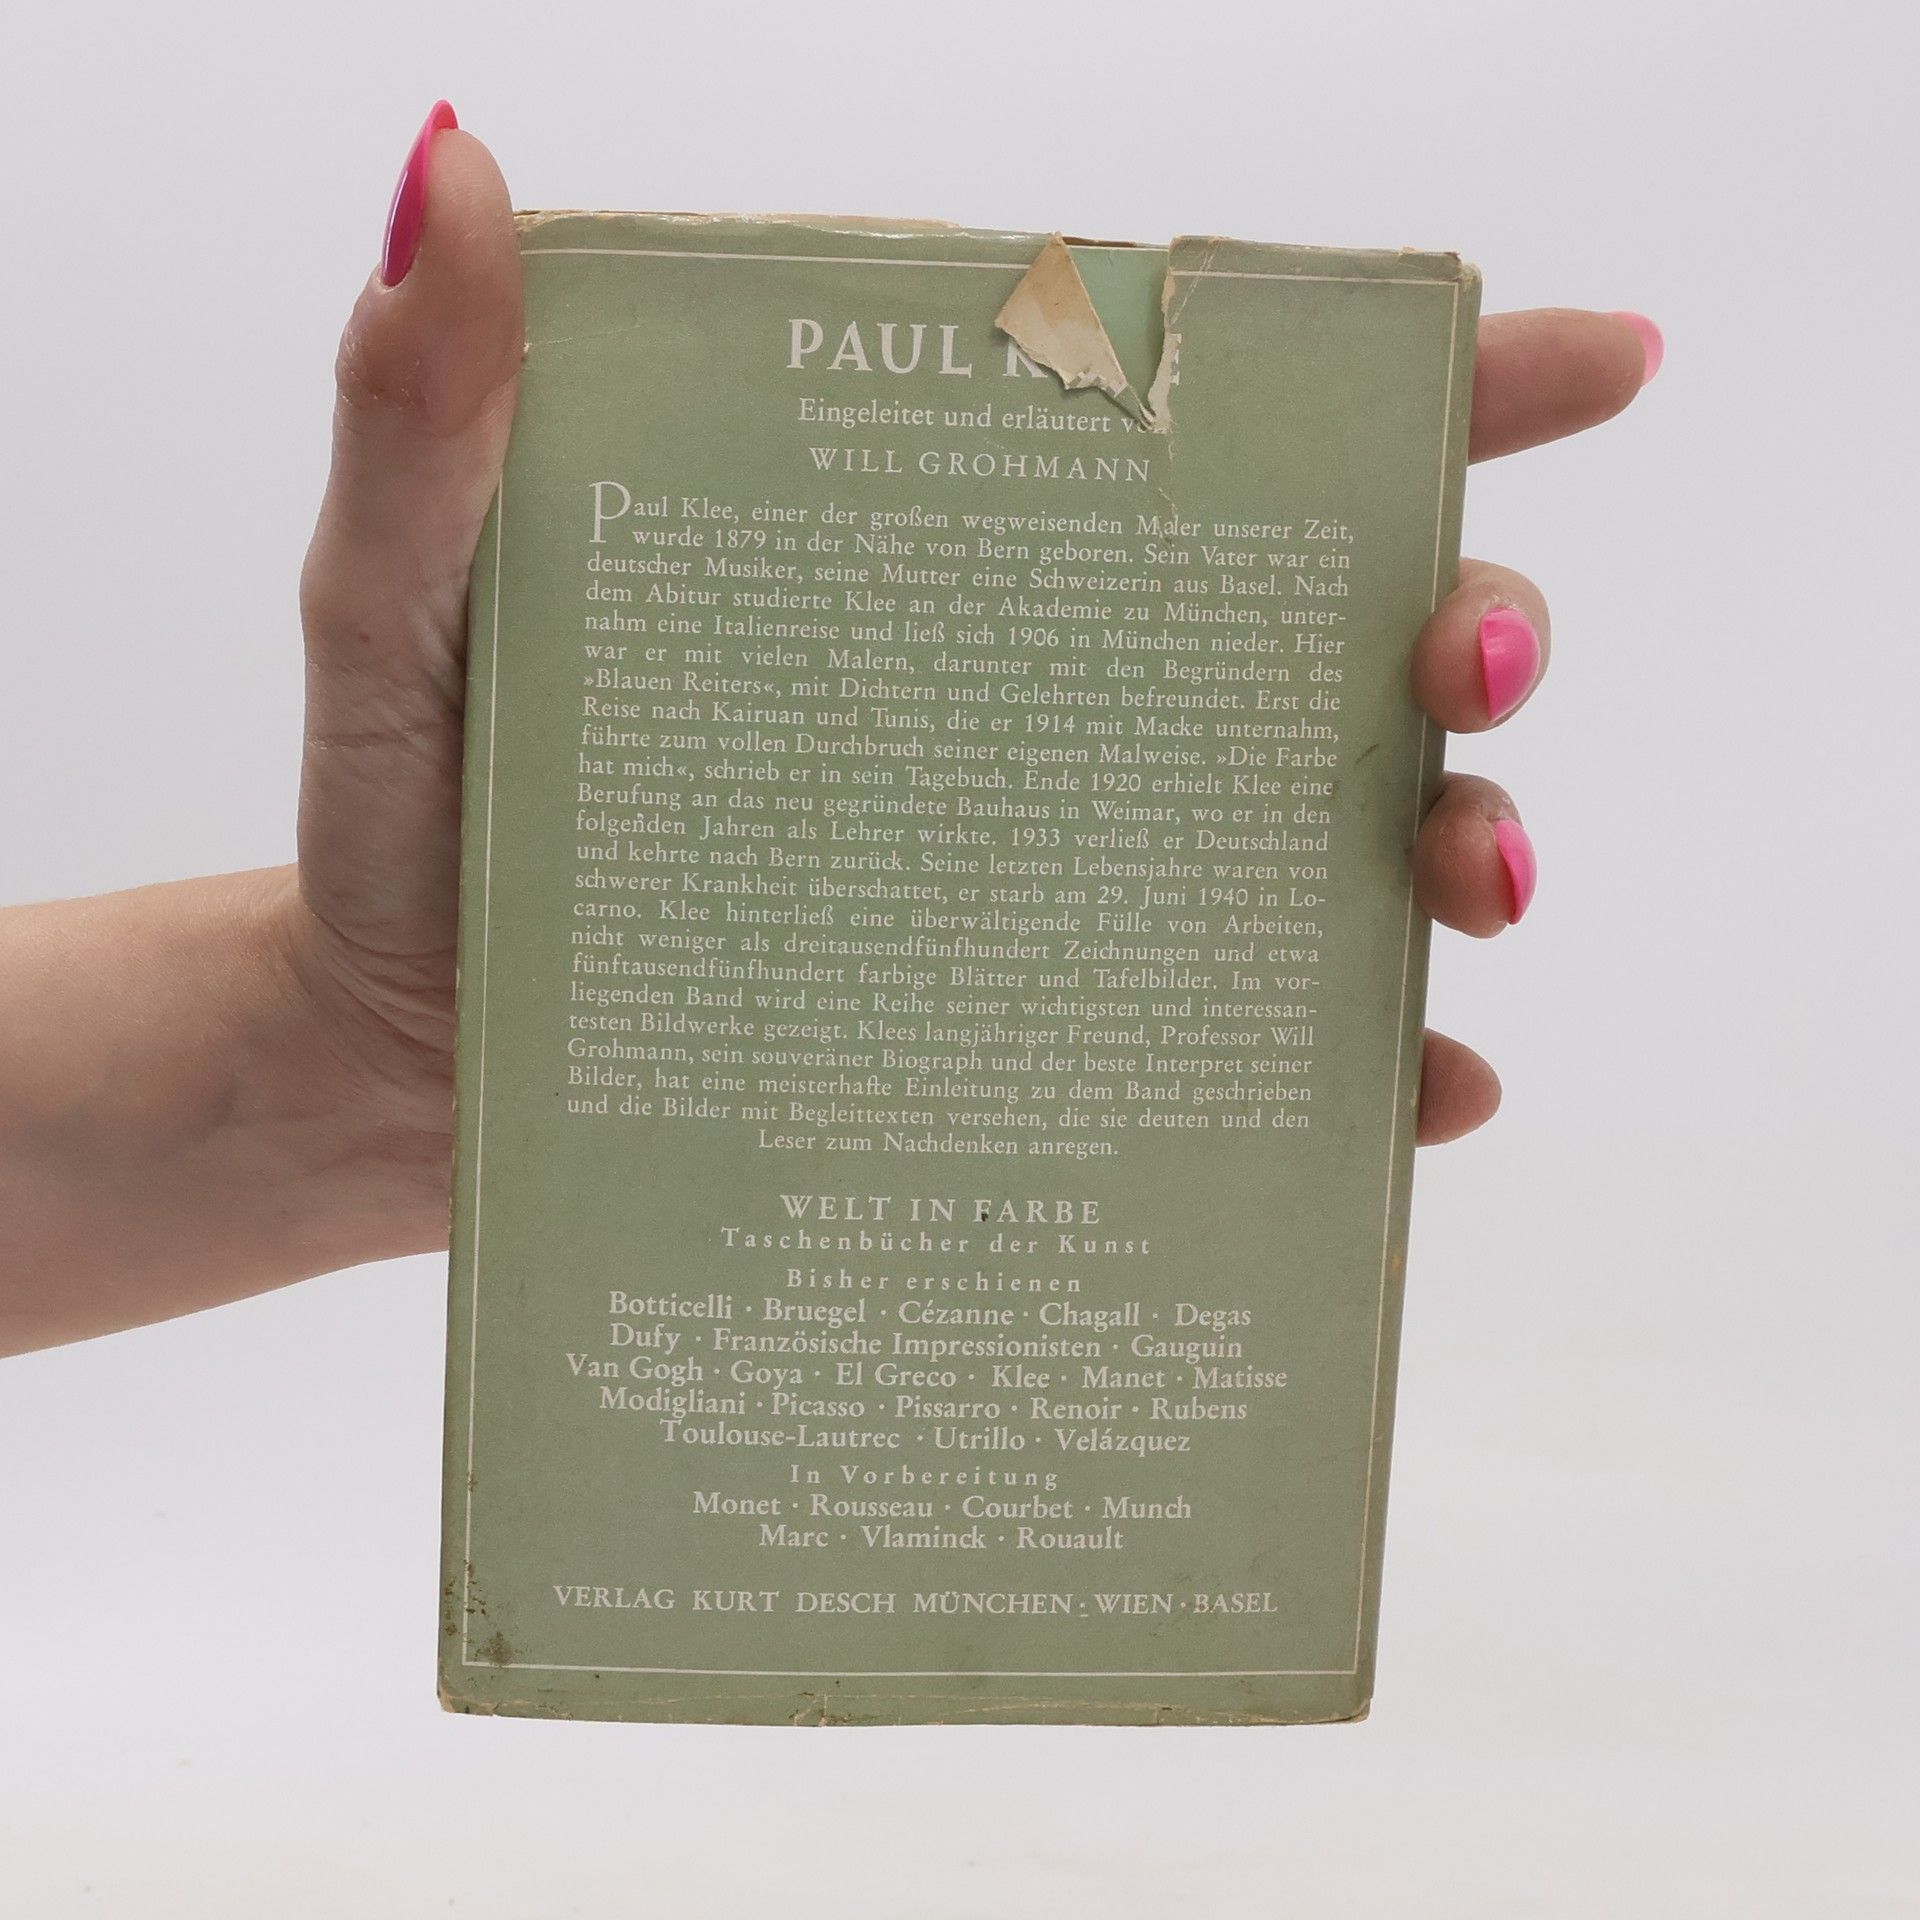 PAUL
Eingeleitet und erläutert
WILL GROHMANN
Paul Klee, einer der großen wegweisenden Maler unserer Zeit,
wurde 1879 in der Nähe von Bern geboren. Sein Vater war ein
deutscher Musiker, seine Mutter eine Schweizerin aus Basel. Nach
dem Abitur studierte Klee an der Akademie zu München, unter-
nahm eine Italienreise und ließ sich 1906 in München nieder. Hier
war er mit vielen Malern, darunter mit den Begründern des
»Blauen Reiters«, mit Dichtern und Gelehrten befreundet. Erst die
Reise nach Kairuan und Tunis, die er 1914 mit Macke unternahm,
führte zum vollen Durchbruch seiner eigenen Malweise. »Die Farbe
hat mich«, schrieb er in sein Tagebuch. Ende 1920 erhielt Klee eine
Berufung an das neu gegründete Bauhaus in Weimar, wo er in den
folgenden Jahren als Lehrer wirkte. 1933 verließ er Deutschland
und kehrte nach Bern zurück. Seine letzten Lebensjahre waren von
schwerer Krankheit überschattet, er starb am 29. Juni 1940 in Lo-
carno. Klee hinterließ eine überwältigende Fülle von Arbeiten,
nicht weniger als dreitausendfünfhundert Zeichnungen und etwa
fünftausendfünfhundert farbige Blätter und Tafelbilder. Im vor-
liegenden Band wird eine Reihe seiner wichtigsten und interessan-
testen Bildwerke gezeigt. Klees langjähriger Freund, Professor Will
Grohmann, sein souveräner Biograph und der beste Interpret seiner
Bilder, hat eine meisterhafte Einleitung zu dem Band geschrieben
und die Bilder mit Begleittexten versehen, die sie deuten und den
Leser zum Nachdenken anregen.
WELT IN FARBE
Taschenbücher der Kunst
Bisher erschienen
Botticelli · Bruegel · Cézanne · Chagall · Degas
Dufy · Französische Impressionisten · Gauguin
Van Gogh · Goya · El Greco · Klee · Manet · Matisse
Modigliani · Picasso · Pissarro · Renoir · Rubens
Toulouse-Lautrec · Utrillo · Velázquez
In Vorbereitung
Monet · Rousseau · Courbet · Munch
Marc · Vlaminck · Rouault
VERLAG KURT DESCH MÜNCHEN · WIEN · BASEL